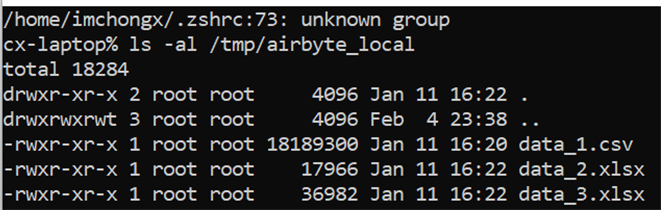 /home/imchongx/.zshrc:73: unknown group
cx-laptop% ls -al /tmp/airbyte_local
total 18284
drwxr-xr-x 2 root root     4096 Jan 11 16:22 .
drwxrwxrwt 3 root root     4096 Feb  4 23:38 ..
-rwxr-xr-x 1 root root 18189300 Jan 11 16:20 data_1.csv
-rwxr-xr-x 1 root root    17966 Jan 11 16:22 data_2.xlsx
-rwxr-xr-x 1 root root    36982 Jan 11 16:22 data_3.xlsx